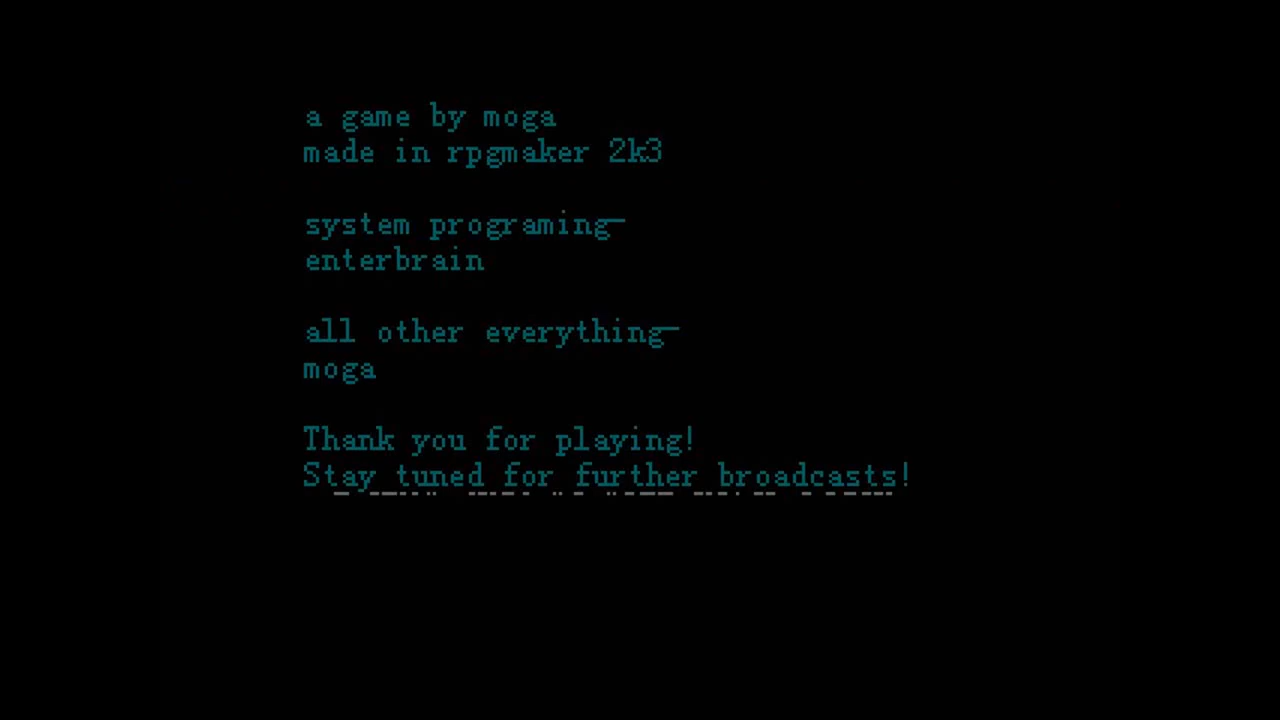 a game by moga
made in rpgmaker 2k3
system programing-
enterbrain
all other everything-
moga
Thank you for playing!
Stay tuned for further broadcasts!